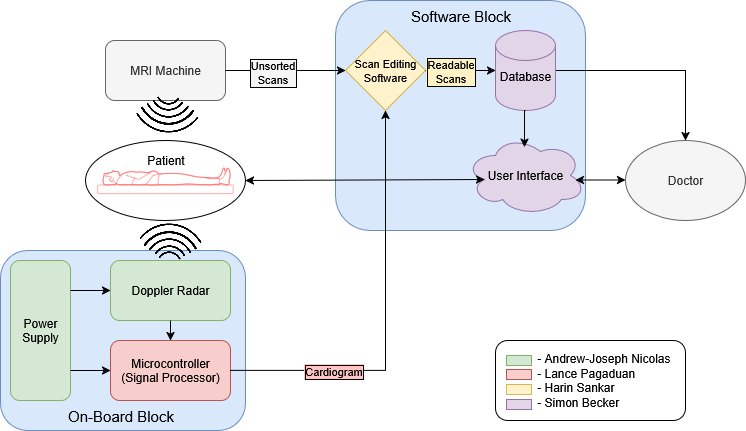 Software Block
MRI Machine
Unsorted
Scans
Scan Editing
Software
Readable
Scans
Database
Patient
User Interface
Doctor
Doppler Radar
Power
Supply
Microcontroller
(Signal Processor)
Cardiogram
On-Board Block
- Andrew-Joseph Nicolas
- Lance Pagaduan
- Harin Sankar
- Simon Becker